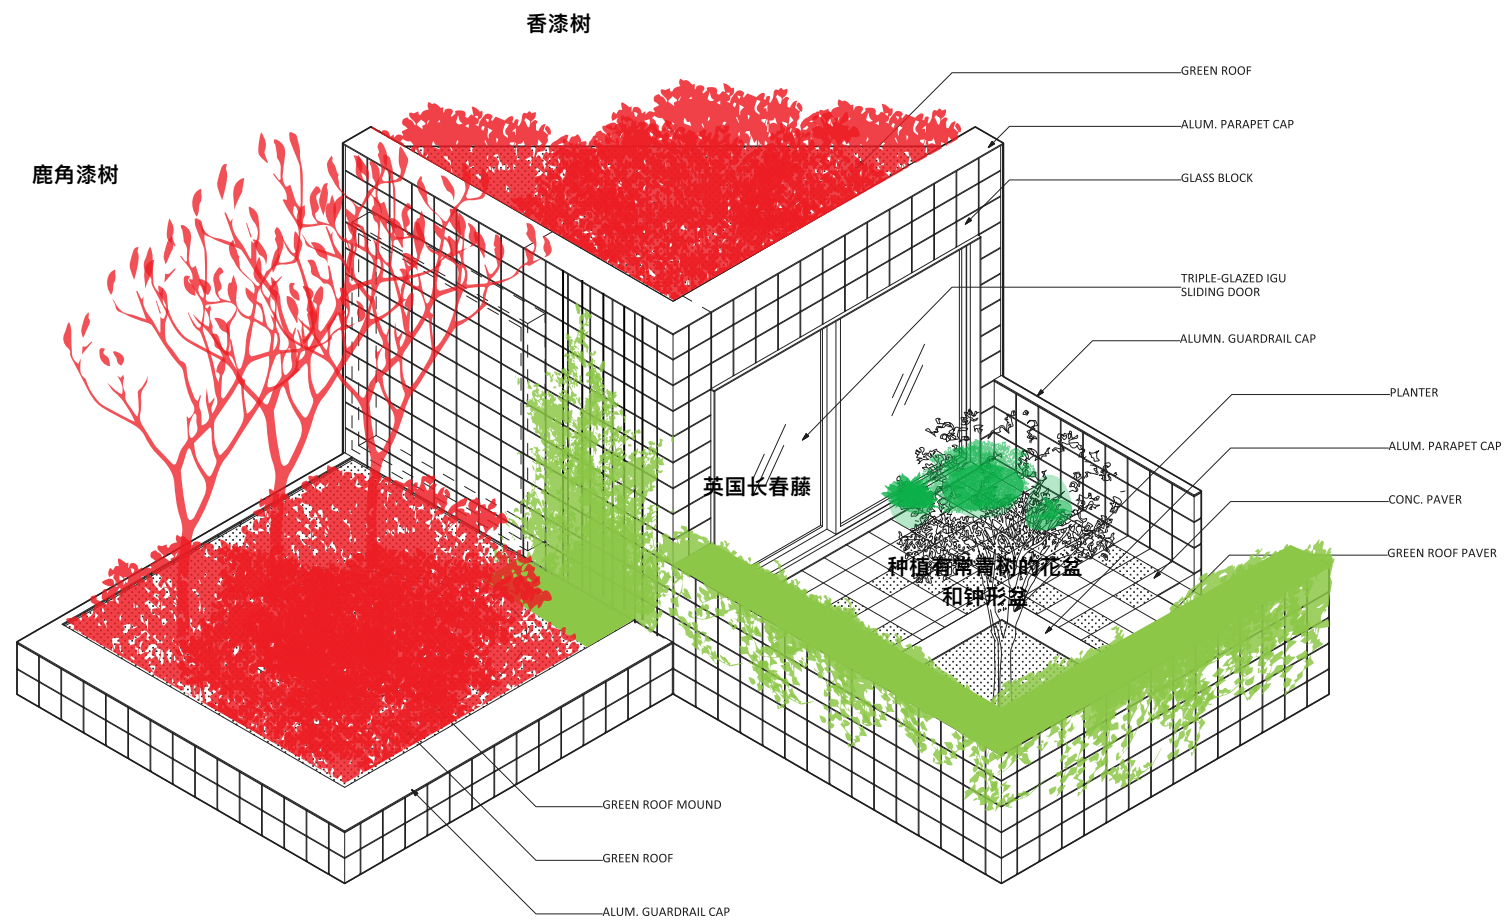 香漆树
GREEN ROOF
ALUM. PARAPET CAP
鹿角漆树
GLASS BLOCK
TRIPLE-GLAZED IGU
SLIDING DOOR
ALUMN. GUARDRAIL CAP
PLANTER
ALUM. PARAPET CAP
英国长春藤
CONC. PAVER
GREEN ROOF PAVER
种植有常青树的花盆
和钟形盆
GREEN ROOF MOUND
GREEN ROOF
ALUM. GUARDRAIL CAP